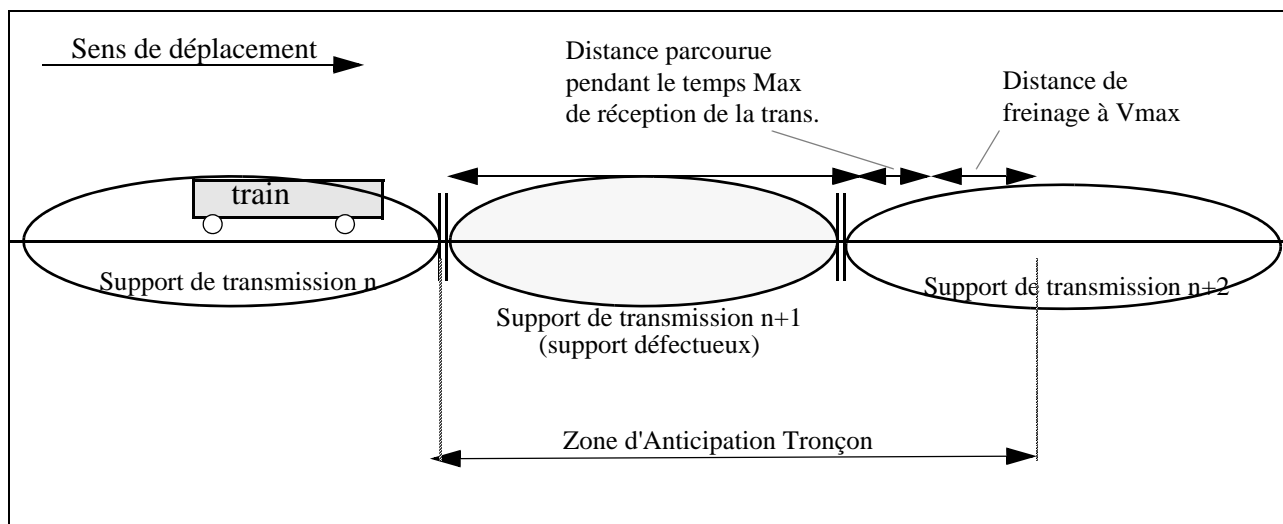 Sens de déplacement
Distance parcourue
pendant le temps Max
de réception de la trans.
Distance de
freinage à Vmax
train
Support de transmission n
Support de transmission n+1
(support défectueux)
Support de transmission n+2
Zone d'Anticipation Tronçon